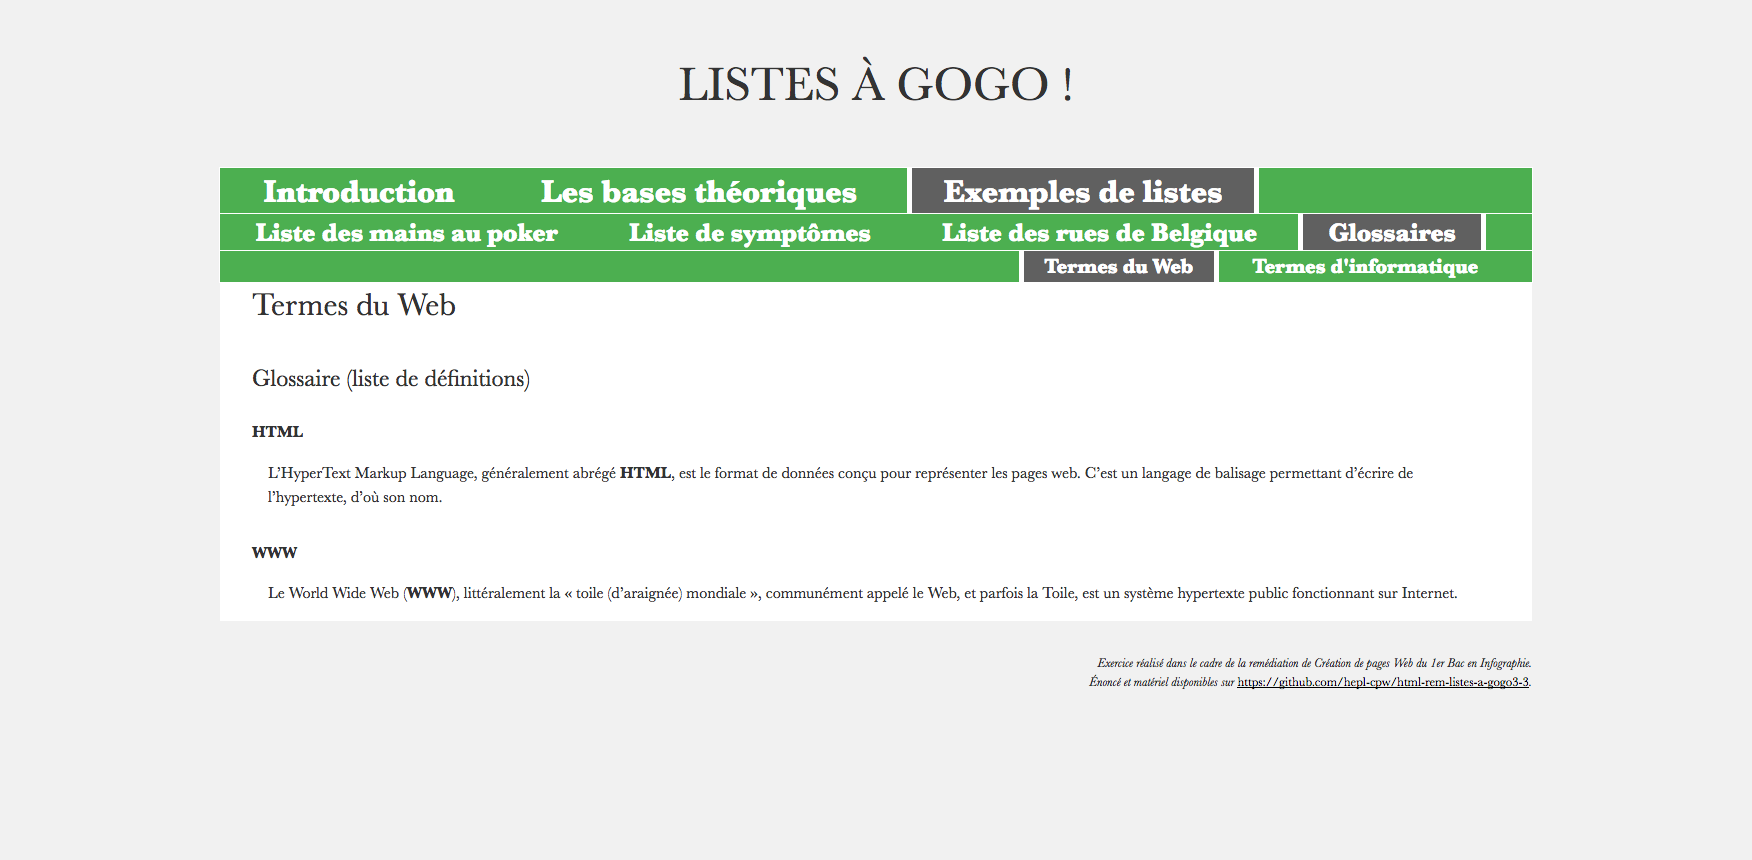 LISTES À GOGO !
Introduction Les bases théoriques Exemples de listes
Liste des mains au poker Liste de symptômes Liste des rues de Belgique Glossaires
Termes du Web Termes d'informatique
Termes du Web
Glossaire (liste de définitions)
HTML
L’HyperText Markup Language, généralement abrégé HTML, est le format de données conçu pour représenter les pages web. C’est un langage de balisage permettant d’écrire de
l’hypertexte, d’où son nom.
WWW
Le World Wide Web (WWW), littéralement la « toile (d’araignée) mondiale », communément appelé le Web, et parfois la Toile, est un système hypertexte public fonctionnant sur Internet.
Exercice réalisé dans le cadre de la remédiation de Création de pages Web du 1er Bac en Infographie.
Énoncé et matériel disponibles sur https://github.com/hepl-cpw/html-rem-listes-a-gogo3-3.